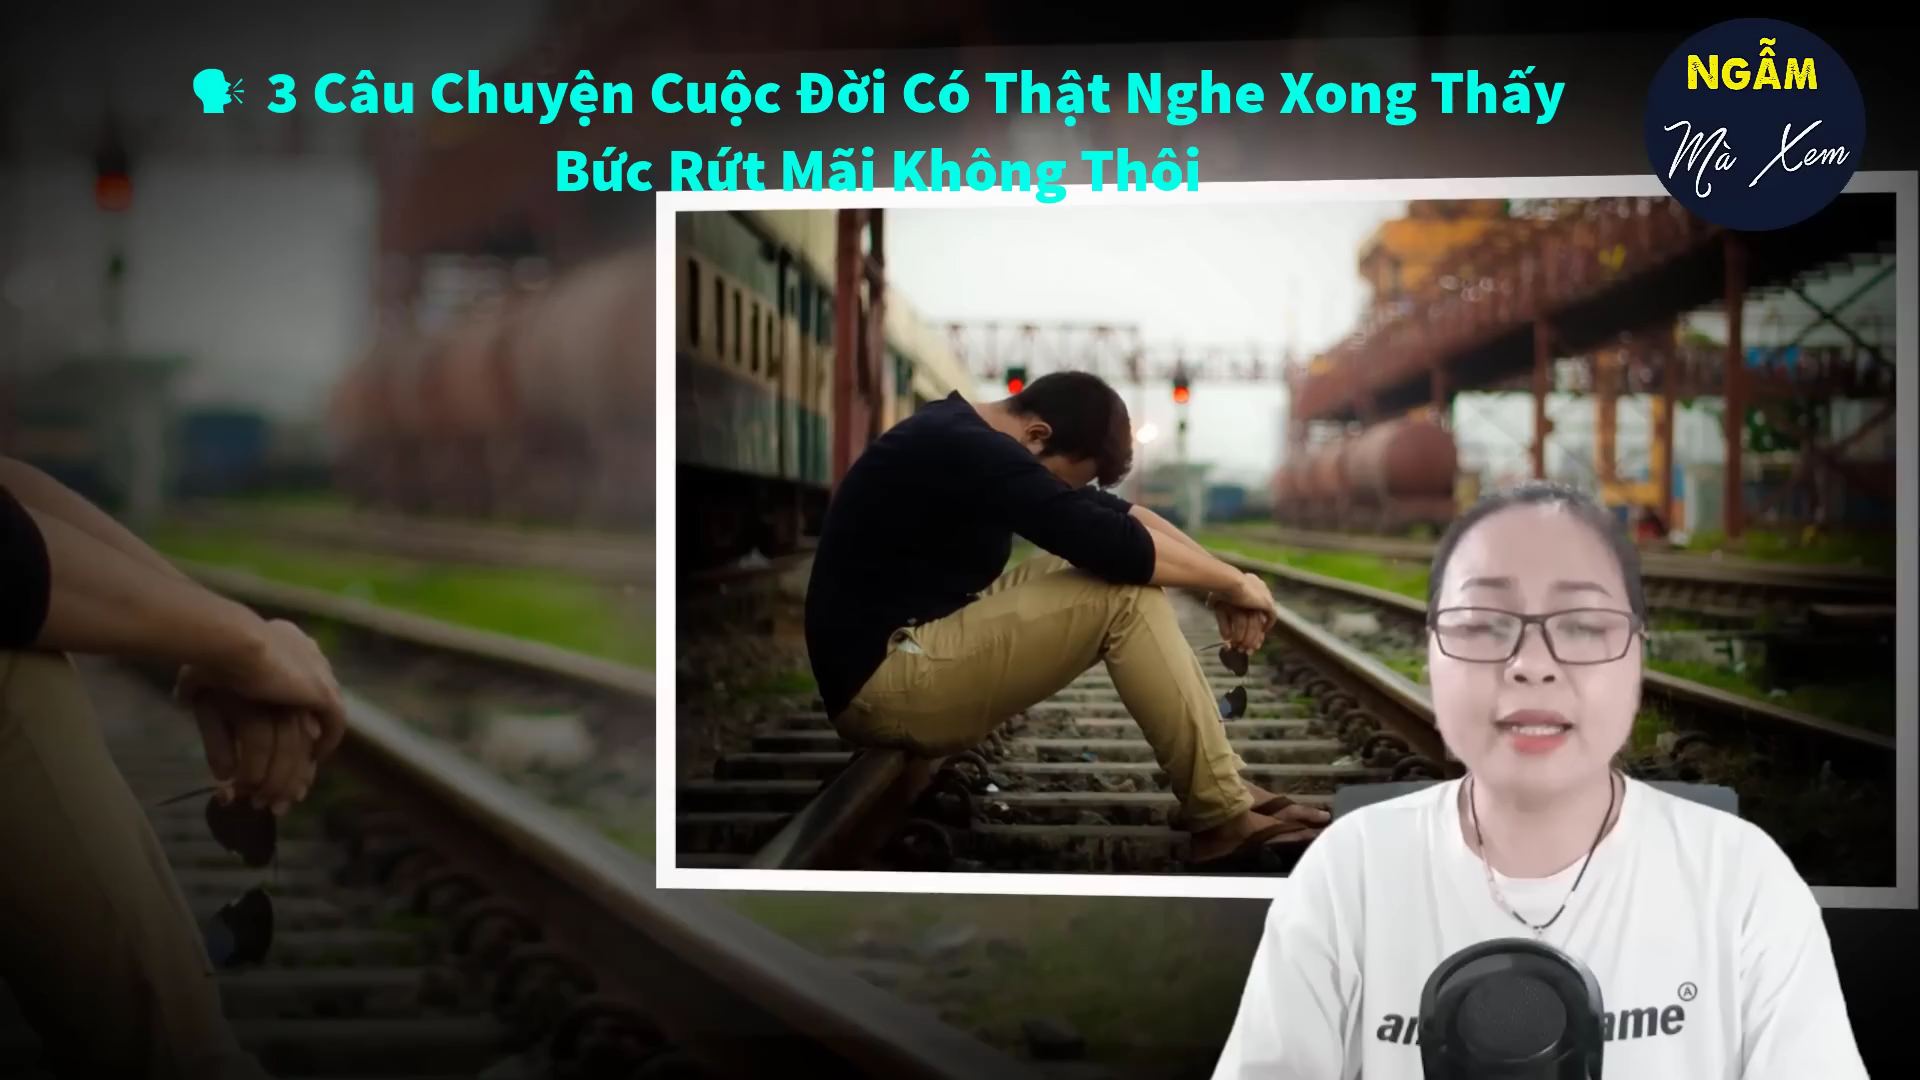 3 Câu Chuyện Cuộc Đời Có Thật Nghe Xong Thấy
Bức Rứt Mãi Không Thôi
NGẪM
Mà Xem